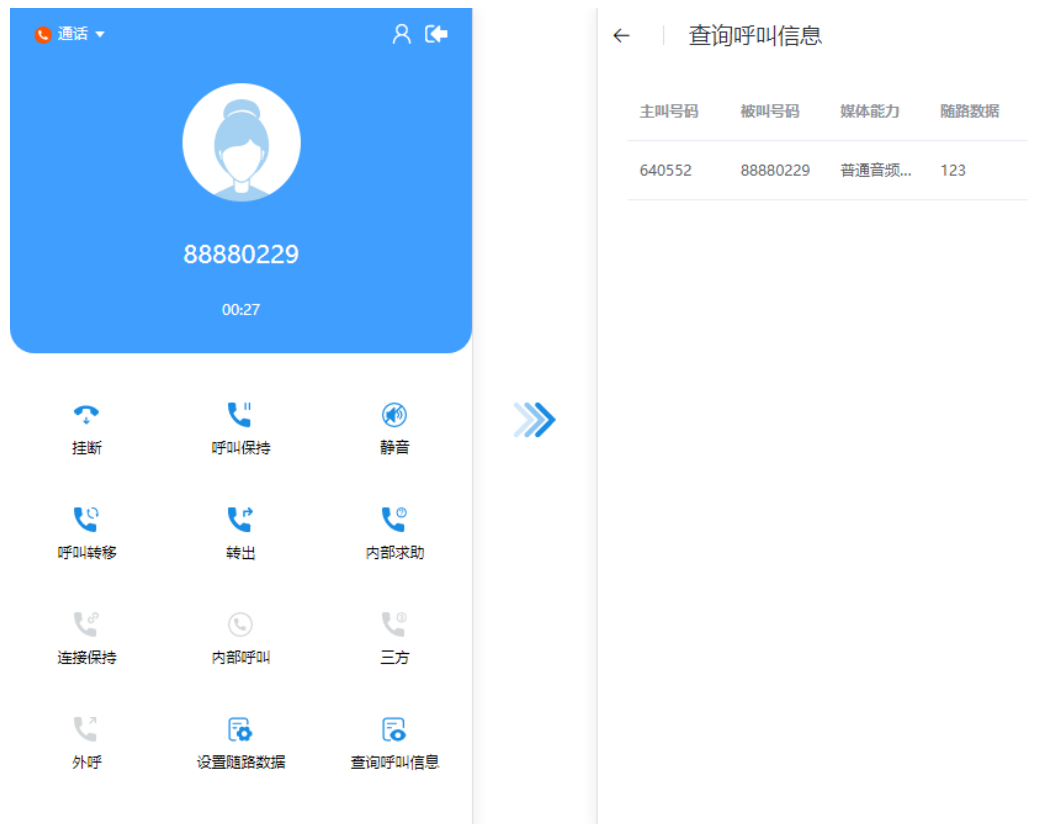 通话
88880229
00:27
挂断 呼叫保持 静音
呼叫转移 转出 内部求助
连接保持 内部呼叫 三方
外呼 设置随路数据 查询呼叫信息
查询呼叫信息
主叫号码 被叫号码 媒体能力 随路数据
640552 88880229 普通音频... 123